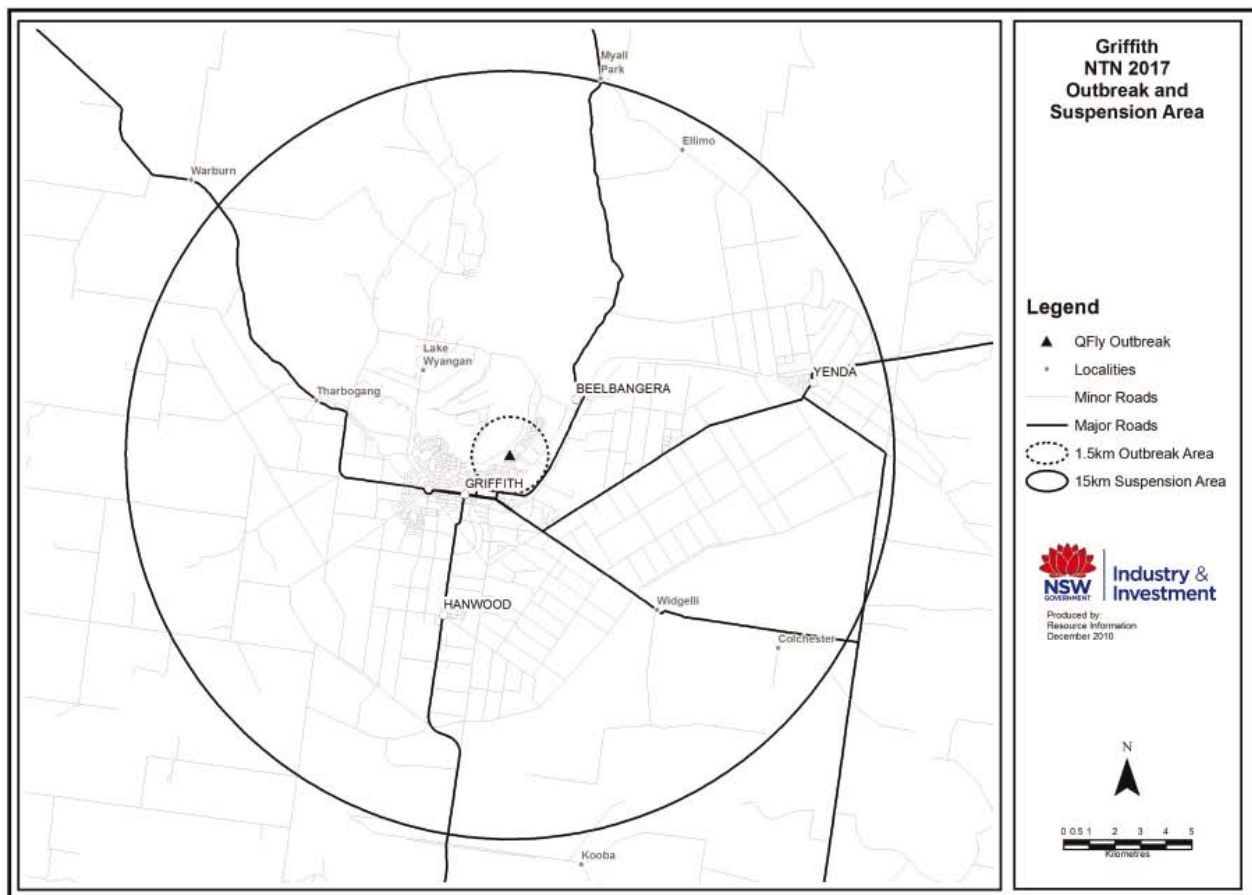 Griffith
NTN 2017
Outbreak and
Suspension Area
Myall
Park
Ellimo
Warburn
Lake
Wyangan
Tharbogang
BEELBANGERA
YENDA
GRIFFITH
HANWOOD
Widgelli
Colchester
Kooba
Legend
QFly Outbreak
Localities
Minor Roads
Major Roads
1.5km Outbreak Area
15km Suspension Area
NSW
GOVERNMENT
Industry &
Investment
Produced by:
Resource Information
December 2010
N
0 0.5 1 2 3 4 5
Kilometres